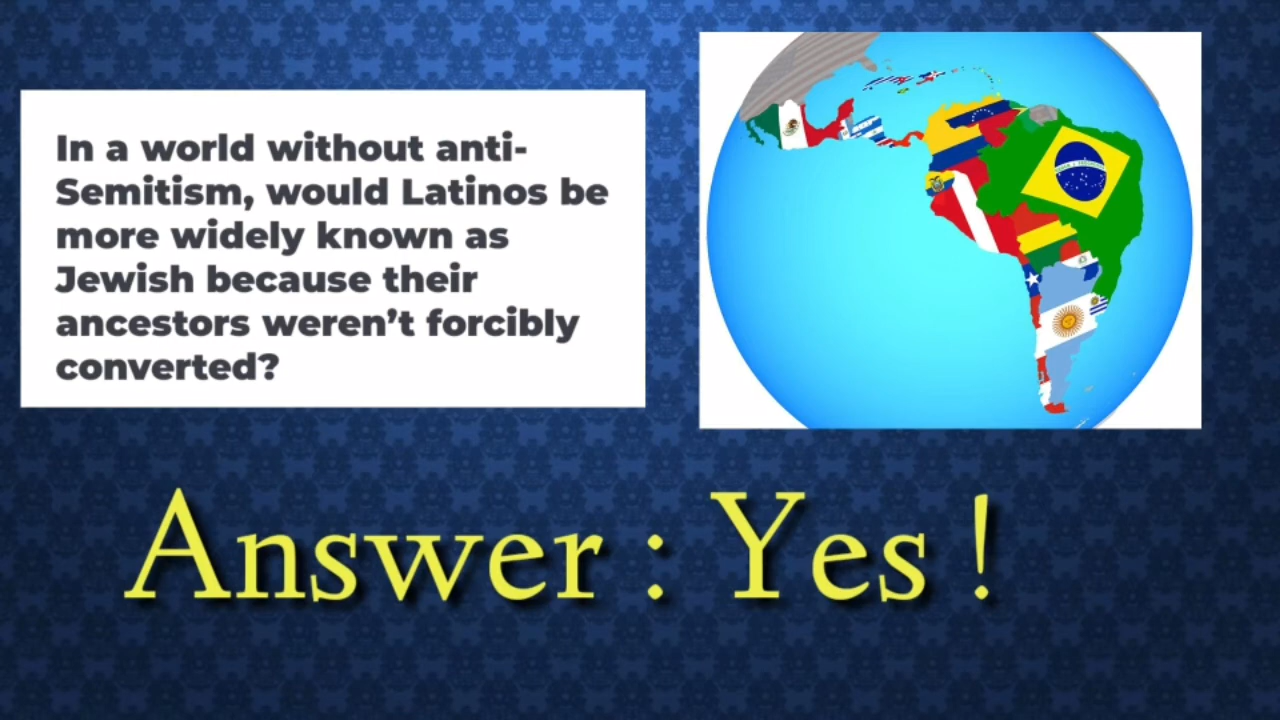 In a world without anti-
Semitism, would Latinos be
more widely known as
Jewish because their
ancestors weren't forcibly
converted?
Answer : Yes !